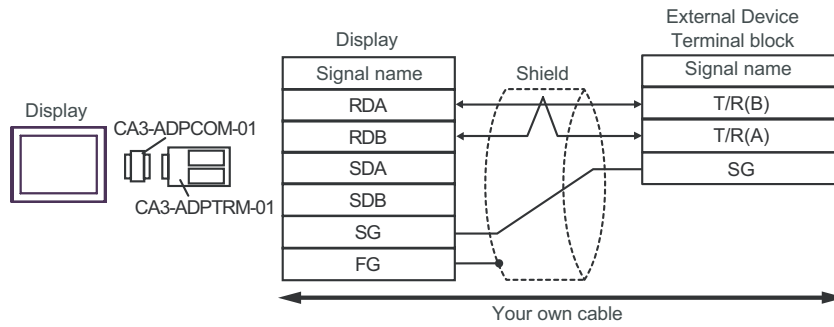 External Device
Display
Terminal block
Signal name
Shield
Signal name
Display
RDA
T/R(B)
CA3-ADPCOM-01
RDB
T/R(A)
SDA
SG
CA3-ADPTRM-01
SDB
SG
FG
Your own cable